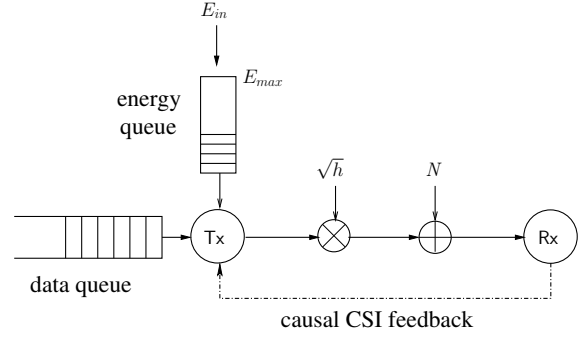 E_in
E_max
energy
queue
√h
N
Tx
Rx
data queue
causal CSI feedback